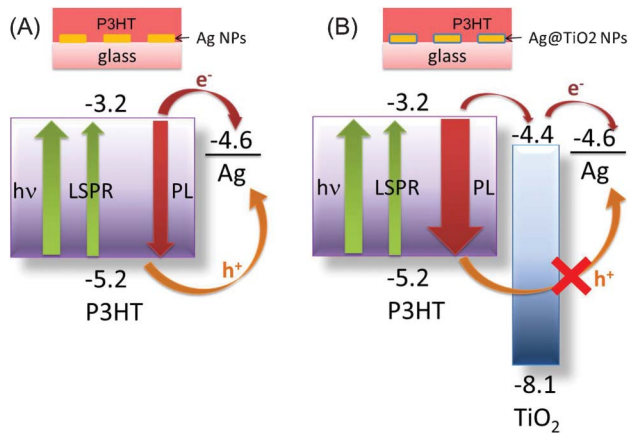 (A)
P3HT
Ag NPs
glass
-3.2
e-
-4.6
Ag
hν
LSPR
PL
h+
-5.2
P3HT
(B)
P3HT
Ag@TiO2 NPs
glass
-3.2
e-
-4.4
-4.6
Ag
hν
LSPR
PL
h+
-5.2
P3HT
-8.1
TiO₂